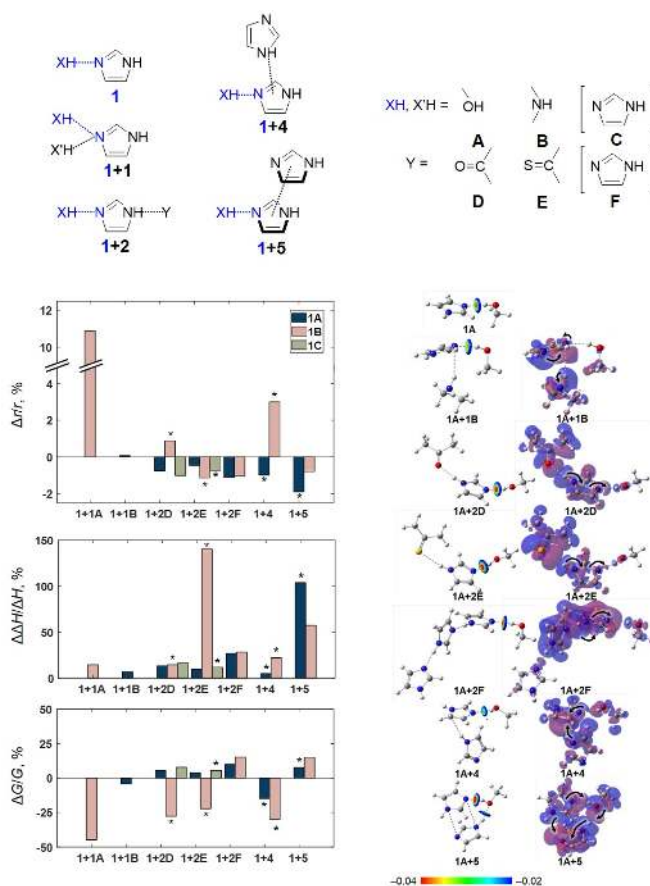 N
NH
XH
N
NH
1
XH
N
NH
1+4
XH
X'H
N
NH
1+1
N
NH
XH
N
NH
Y
1+2
XH
N
NH
1+5
XH, X'H =
OH
NH
N
NH
A
B
C
Y =
O
S
N
NH
D
E
F
Δr/r, %
12
10
4
2
0
-2
1A
1B
1C
*
*
*
*
*
*
1+1A 1+1B 1+2D 1+2E 1+2F 1+4 1+5
ΔΔH/ΔH, %
150
100
50
0
*
*
*
*
*
*
1+1A 1+1B 1+2D 1+2E 1+2F 1+4 1+5
ΔG/G, %
50
25
0
-25
-50
*
*
*
*
*
*
1+1A 1+1B 1+2D 1+2E 1+2F 1+4 1+5
1A
1A+1B
1A+1B
1A+2D
1A+2D
1A+2E
1A+2E
1A+2F
1A+2F
1A+4
1A+4
1A+5
1A+5
−0.04
−0.02